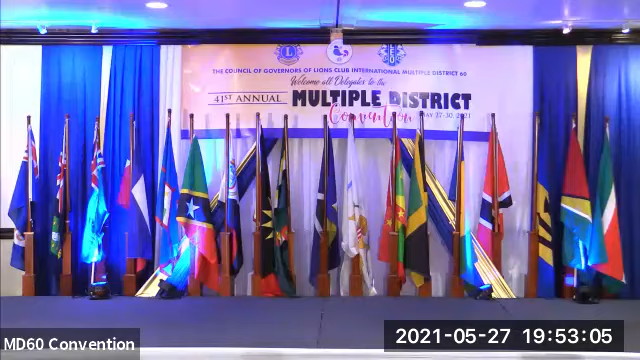 THE COUNCIL OF GOVERNORS OF LIONS CLUB INTERNATIONAL MULTIPLE DISTRICT 60
Welcome all Delegates to the
41ST ANNUAL MULTIPLE DISTRICT
Convention MAY 27-30, 2021
MD60 Convention
2021-05-27 19:53:05